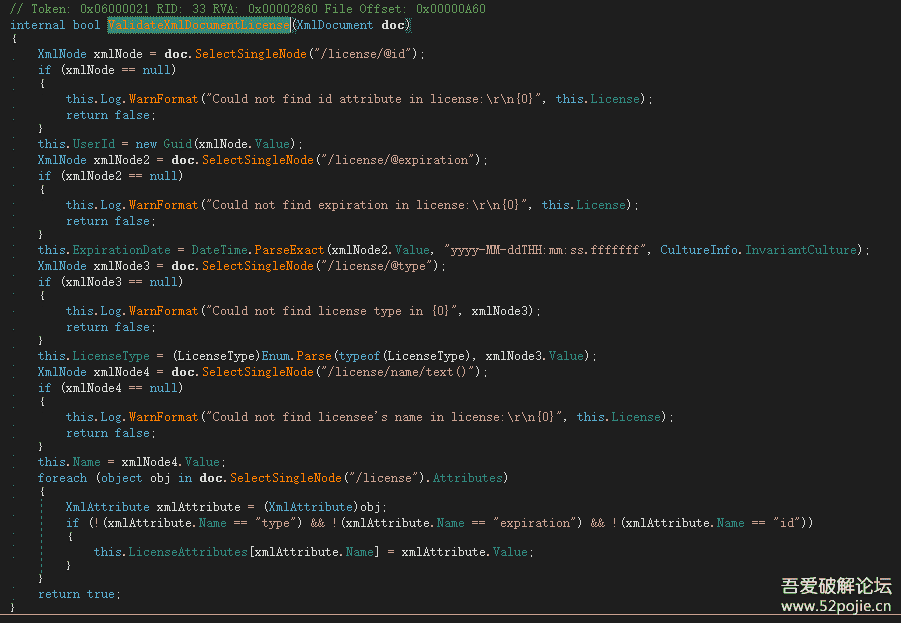 // Token: 0x06000021 RID: 33 RVA: 0x00002860 File Offset: 0x00000A60
internal bool ValidateXmlDocumentLicense(XmlDocument doc)
{
XmlNode xmlNode = doc.SelectSingleNode("/license/@id");
if (xmlNode == null)
{
this.Log.WarnFormat("Could not find id attribute in license:\r\n{0}", this.License);
return false;
}
this.UserId = new Guid(xmlNode.Value);
XmlNode xmlNode2 = doc.SelectSingleNode("/license/@expiration");
if (xmlNode2 == null)
{
this.Log.WarnFormat("Could not find expiration in license:\r\n{0}", this.License);
return false;
}
this.ExpirationDate = DateTime.ParseExact(xmlNode2.Value, "yyyy-MM-ddTHH:mm:ss.fffffff", CultureInfo.InvariantCulture);
XmlNode xmlNode3 = doc.SelectSingleNode("/license/@type");
if (xmlNode3 == null)
{
this.Log.WarnFormat("Could not find license type in {0}", xmlNode3);
return false;
}
this.LicenseType = (LicenseType)Enum.Parse(typeof(LicenseType), xmlNode3.Value);
XmlNode xmlNode4 = doc.SelectSingleNode("/license/name/text()");
if (xmlNode4 == null)
{
this.Log.WarnFormat("Could not find licensee's name in license:\r\n{0}", this.License);
return false;
}
this.Name = xmlNode4.Value;
foreach (object obj in doc.SelectSingleNode("/license").Attributes)
{
XmlAttribute xmlAttribute = (XmlAttribute)obj;
if (!(xmlAttribute.Name == "type") && !(xmlAttribute.Name == "expiration") && !(xmlAttribute.Name == "id"))
{
this.LicenseAttributes[xmlAttribute.Name] = xmlAttribute.Value;
}
}
return true;
}
吾爱破解论坛
www.52pojie.cn